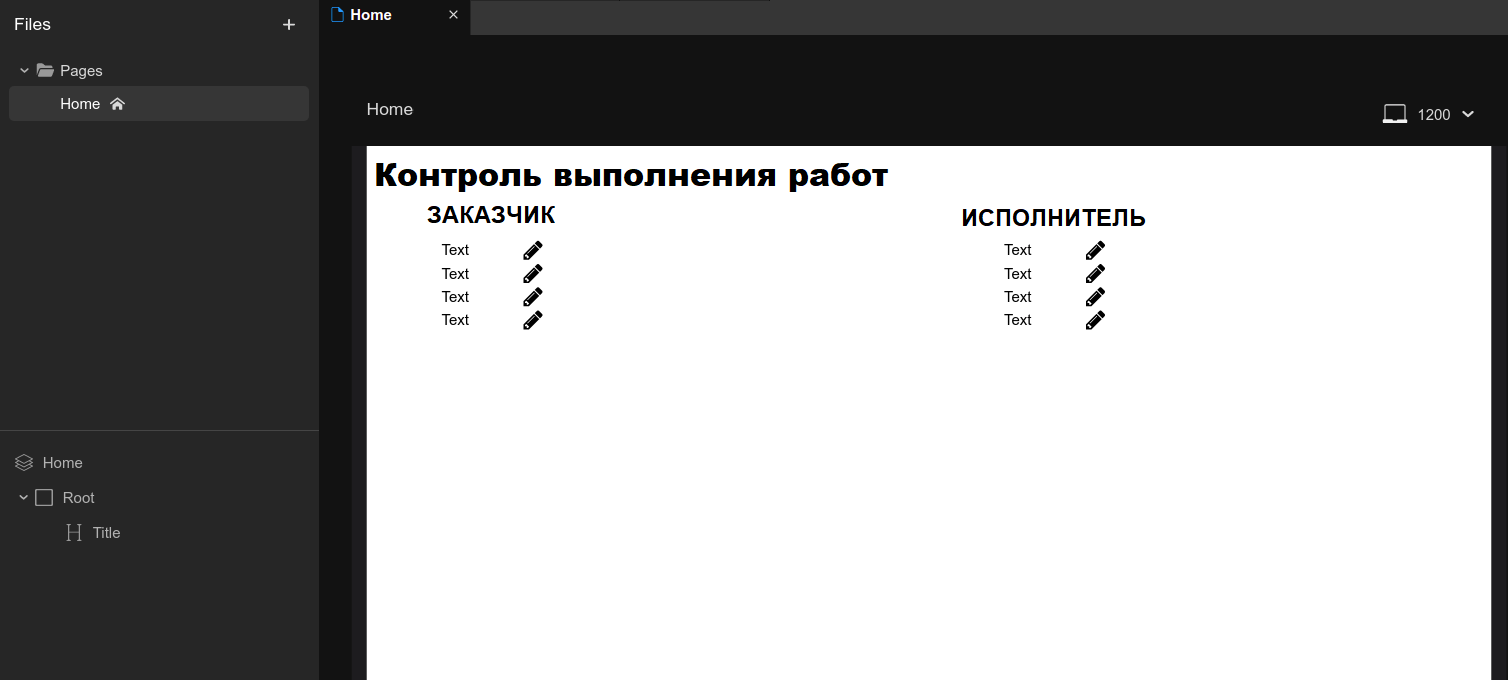 Files
Pages
Home
Home
Root
Title
Home
Home
1200
Контроль выполнения работ
ЗАКАЗЧИК
Text
Text
Text
Text
ИСПОЛНИТЕЛЬ
Text
Text
Text
Text